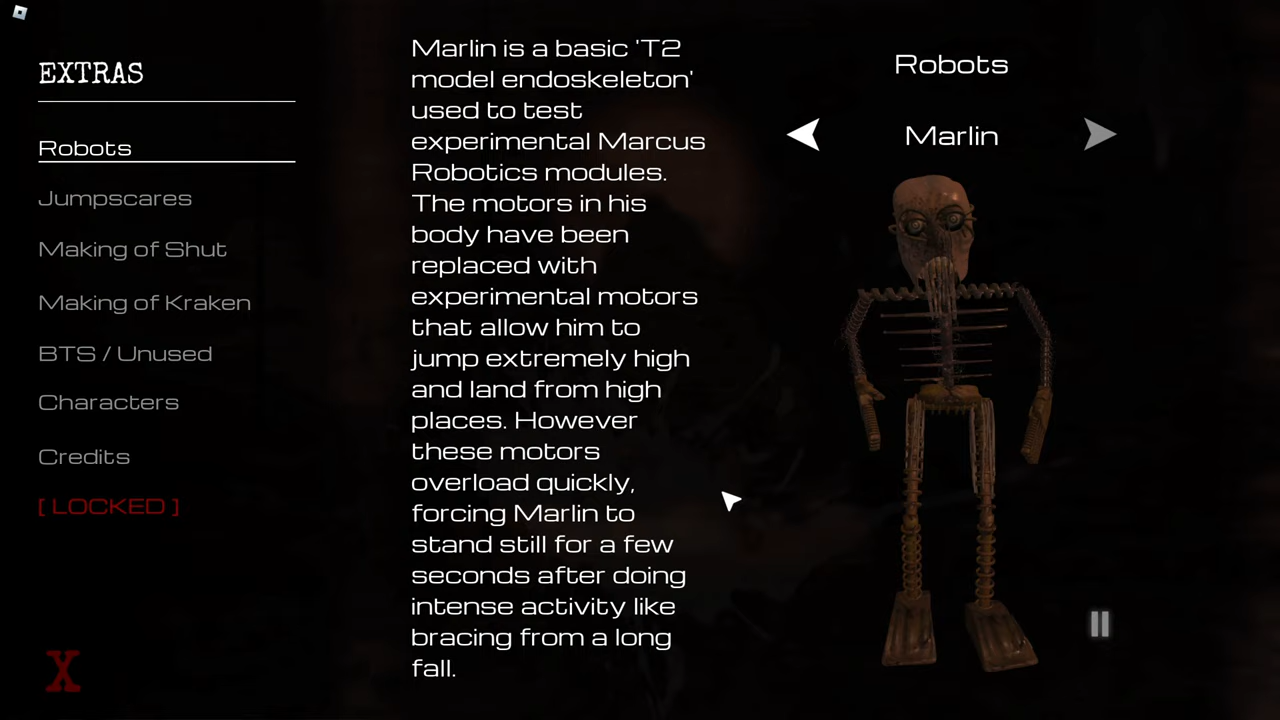 EXTRAS
Robots
Jumpscares
Making of Shut
Making of Kraken
BTS / Unused
Characters
Credits
[ LOCKED ]
X
Marlin is a basic 'T2
model endoskeleton'
used to test
experimental Marcus
Robotics modules.
The motors in his
body have been
replaced with
experimental motors
that allow him to
jump extremely high
and land from high
places. However
these motors
overload quickly,
forcing Marlin to
stand still for a few
seconds after doing
intense activity like
bracing from a long
fall.
Robots
Marlin